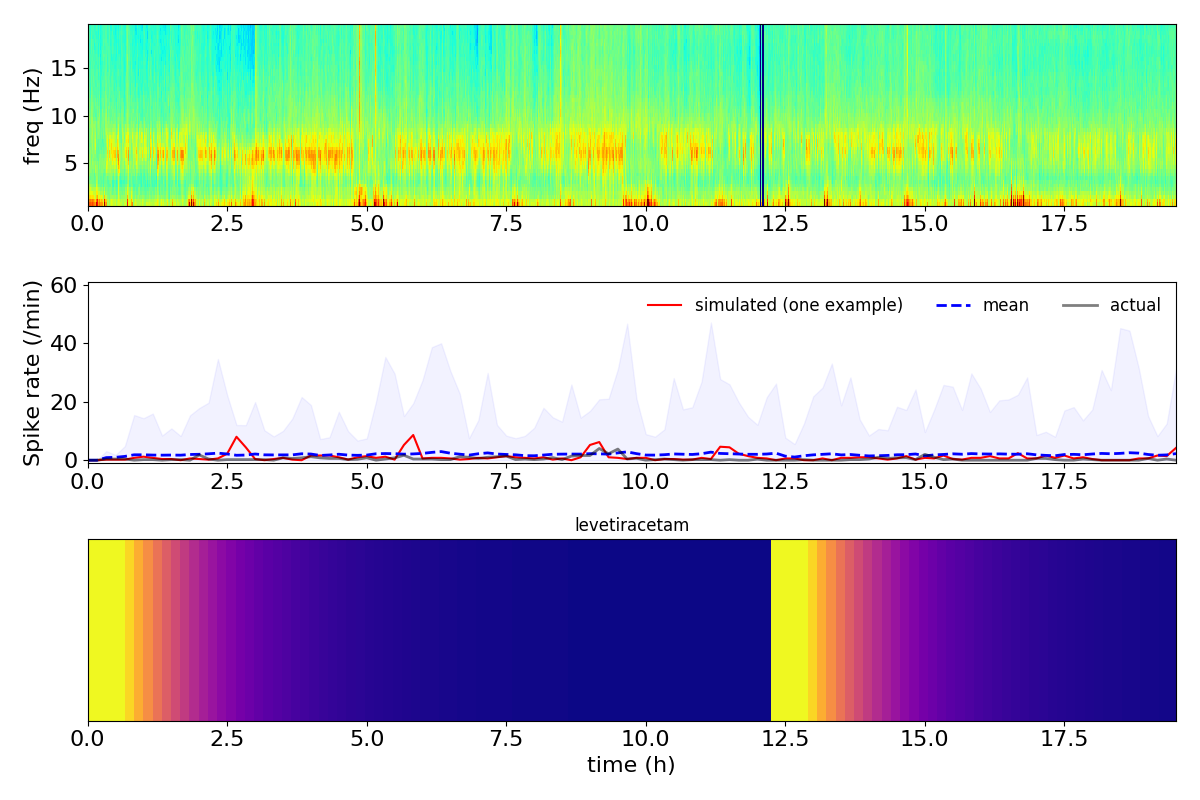 freq (Hz)
15
10
5
0.0 2.5 5.0 7.5 10.0 12.5 15.0 17.5
Spike rate (/min)
60
40
20
0
simulated (one example) mean actual
0.0 2.5 5.0 7.5 10.0 12.5 15.0 17.5
levetiracetam
0.0 2.5 5.0 7.5 10.0 12.5 15.0 17.5
time (h)